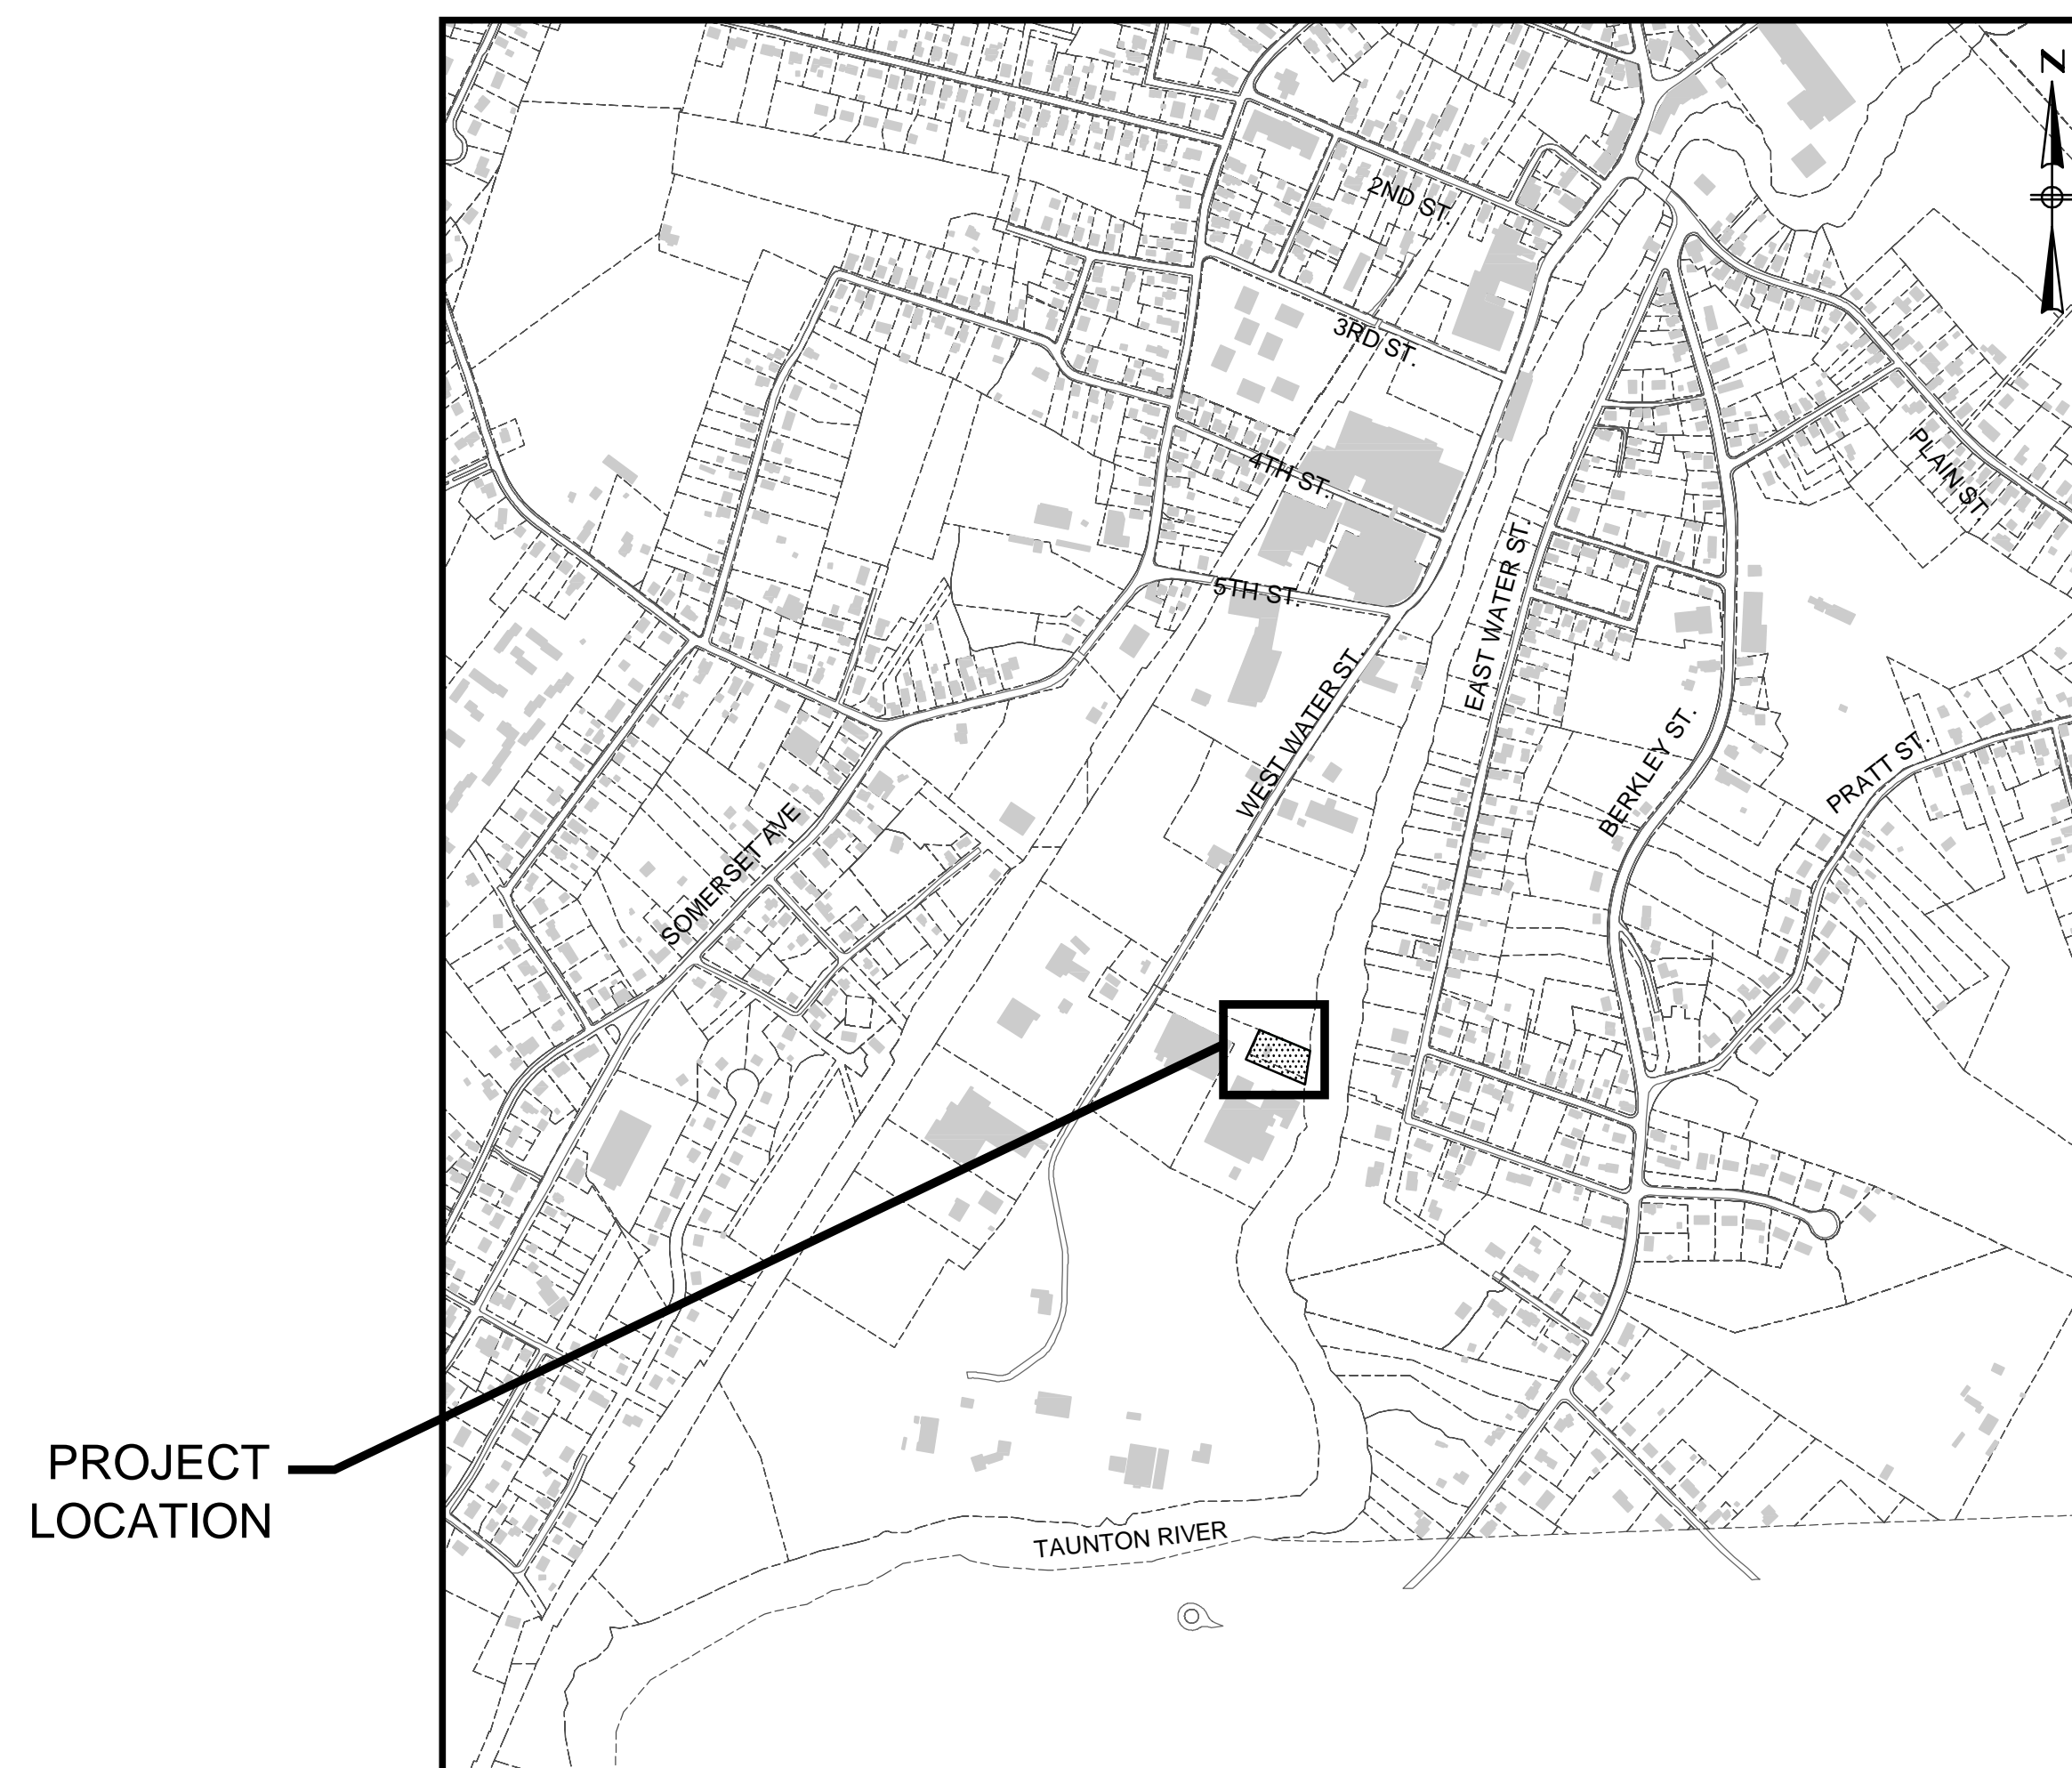 N
2ND ST.
3RD ST.
4TH ST.
5TH ST.
PLAIN ST
EAST WATER ST.
WEST WATER ST.
BERKLEY ST.
PRATT ST.
SOMERSET AVE
PROJECT
LOCATION
TAUNTON RIVER